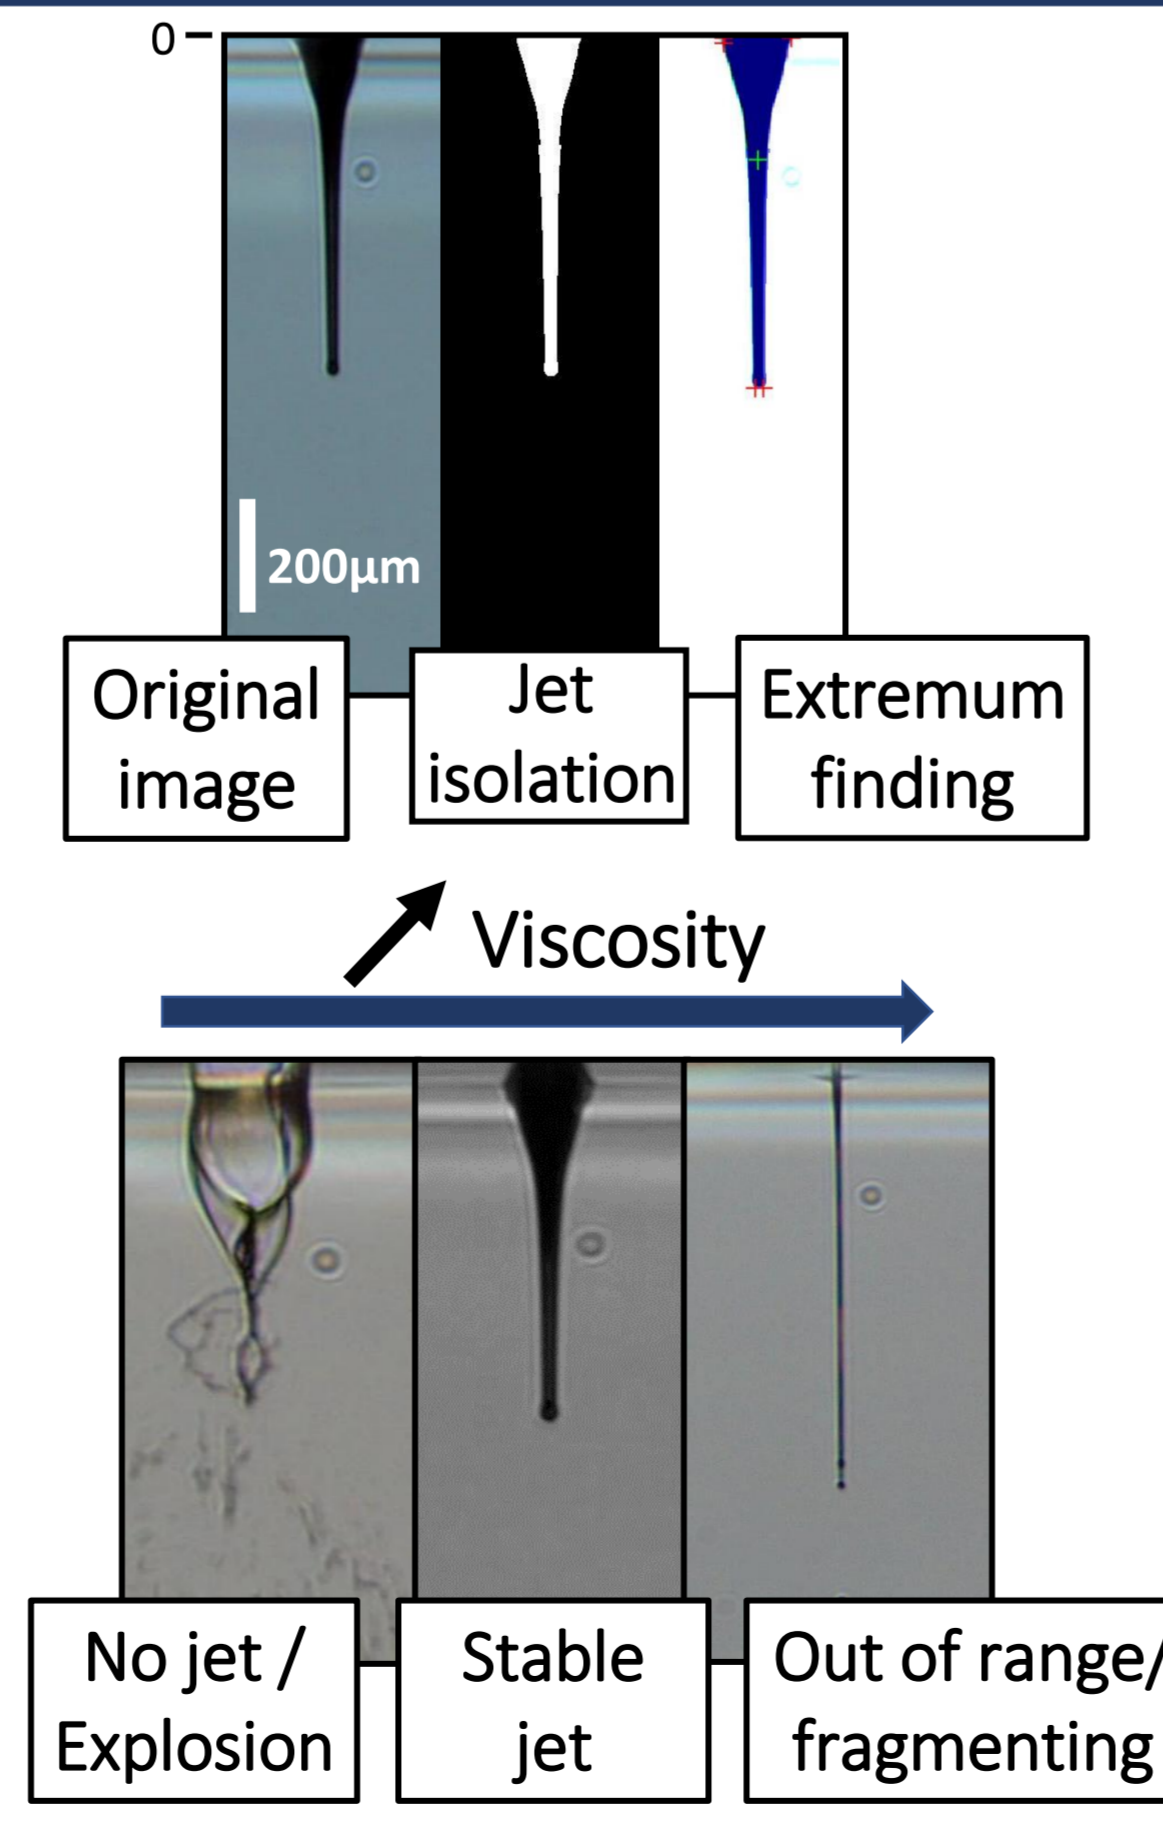 0
200µm
Original
image
Jet
isolation
Extremum
finding
Viscosity
No jet /
Explosion
Stable
jet
Out of range/
fragmenting